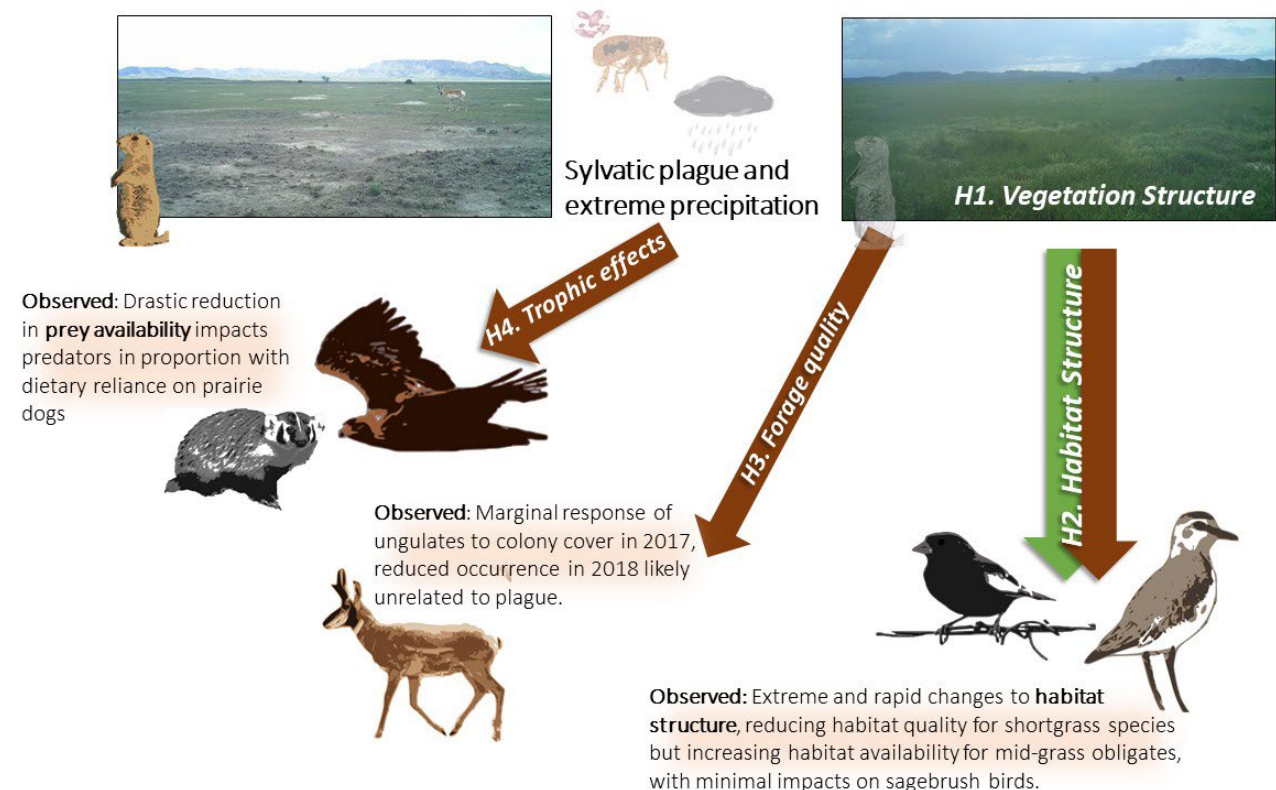 Sylvatic plague and
extreme precipitation
H1. Vegetation Structure
H4. Trophic effects
H3. Forage quality
H2. Habitat Structure
Observed: Drastic reduction
in prey availability impacts
predators in proportion with
dietary reliance on prairie
dogs
Observed: Marginal response of
ungulates to colony cover in 2017,
reduced occurrence in 2018 likely
unrelated to plague.
Observed: Extreme and rapid changes to habitat
structure, reducing habitat quality for shortgrass species
but increasing habitat availability for mid-grass obligates,
with minimal impacts on sagebrush birds.